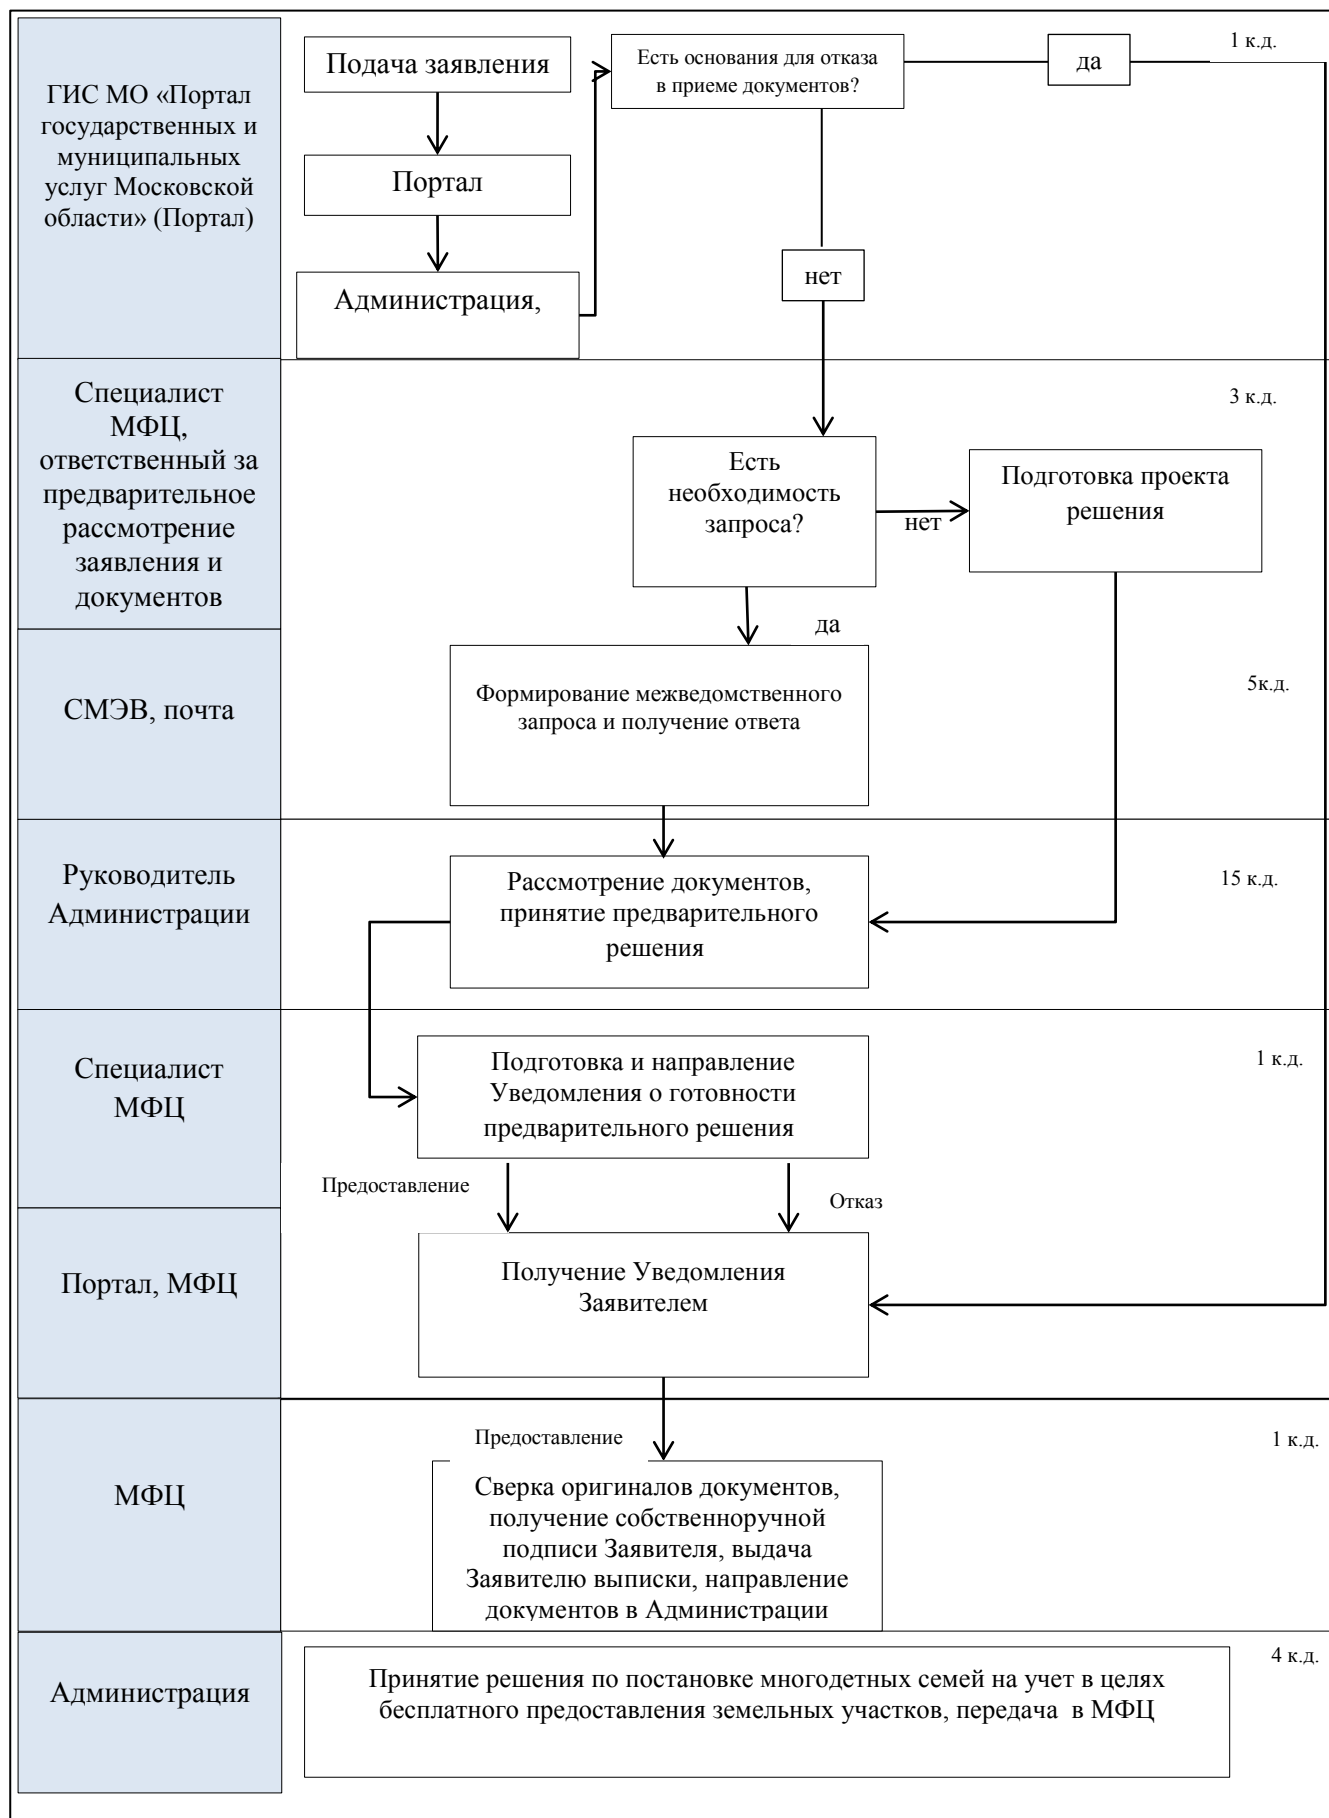 ГИС МО «Портал
государственных и
муниципальных
услуг Московской
области» (Портал)
Подача заявления
Портал
Администрация,
Есть основания для отказа
в приеме документов?
да
1 к.д.
нет
Специалист
МФЦ,
ответственный за
предварительное
рассмотрение
заявления и
документов
3 к.д.
Есть
необходимость
запроса?
нет
Подготовка проекта
решения
да
СМЭВ, почта
Формирование межведомственного
запроса и получение ответа
5к.д.
Руководитель
Администрации
Рассмотрение документов,
принятие предварительного
решения
15 к.д.
Специалист
МФЦ
Подготовка и направление
Уведомления о готовности
предварительного решения
1 к.д.
Предоставление
Отказ
Портал, МФЦ
Получение Уведомления
Заявителем
МФЦ
Предоставление
1 к.д.
Сверка оригиналов документов,
получение собственноручной
подписи Заявителя, выдача
Заявителю выписки, направление
документов в Администрации
Администрация
Принятие решения по постановке многодетных семей на учет в целях
бесплатного предоставления земельных участков, передача  в МФЦ
4 к.д.